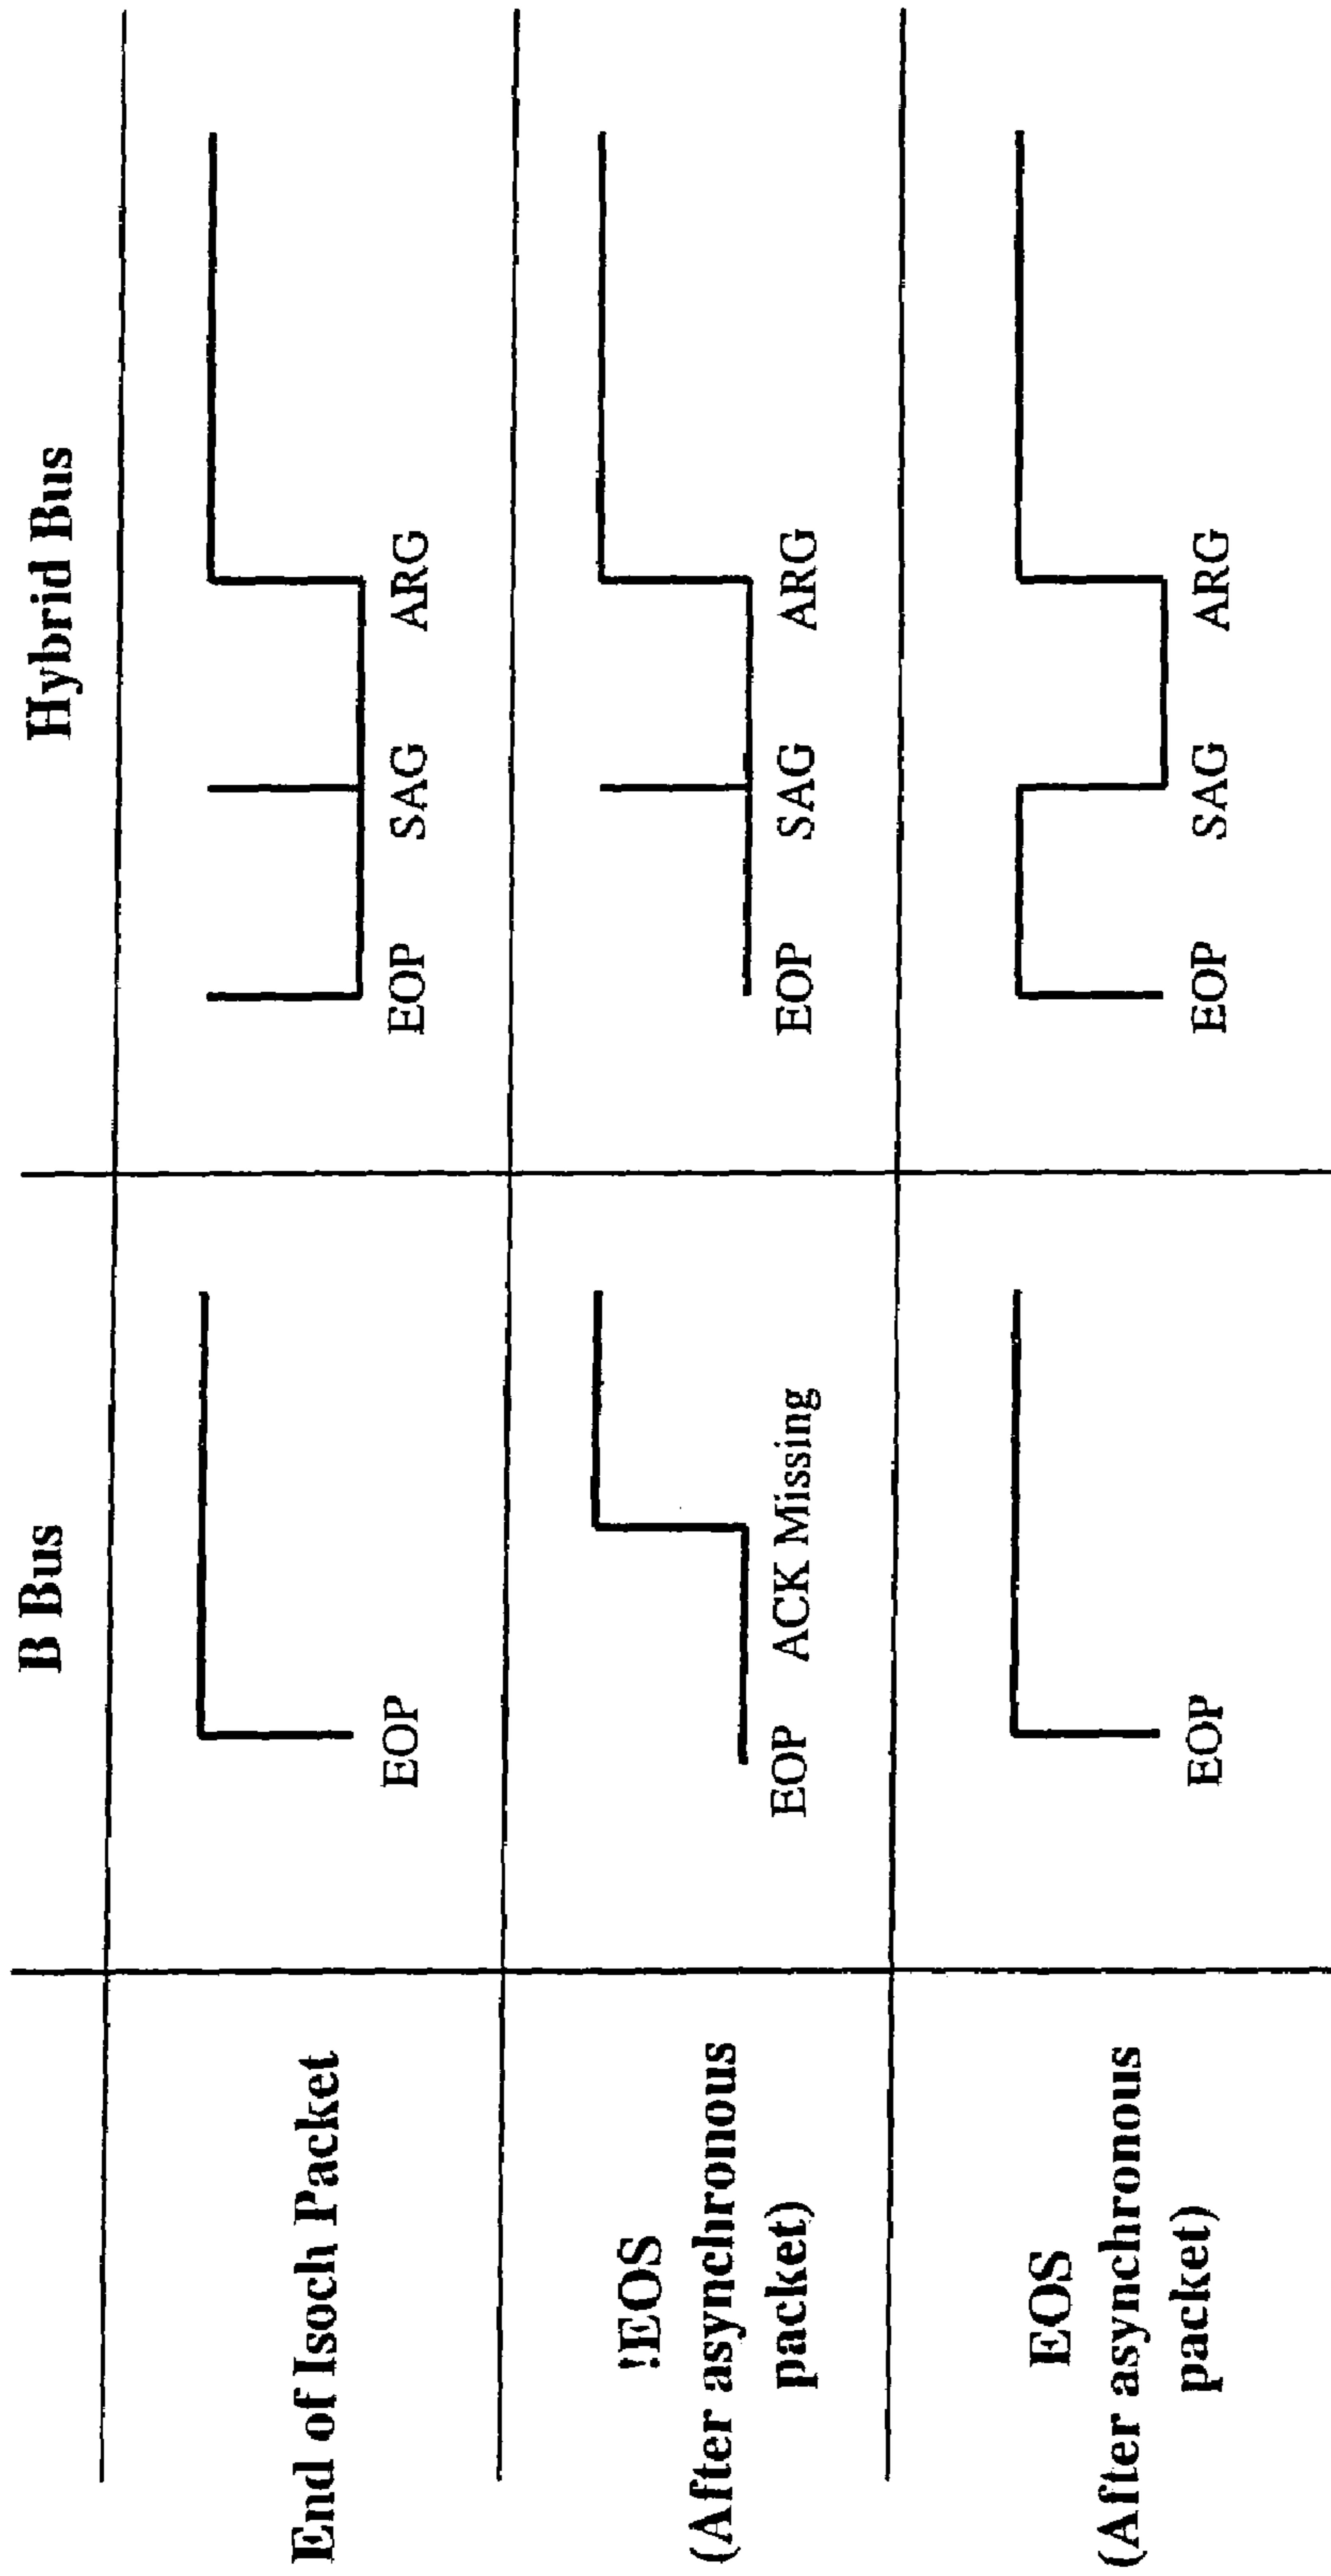 B Bus
Hybrid Bus
End of Isoch Packet
EOP
EOP SAG ARG
!EOS
(After asynchronous
packet)
EOP ACK Missing
EOP SAG ARG
EOS
(After asynchronous
packet)
EOP
EOP SAG ARG